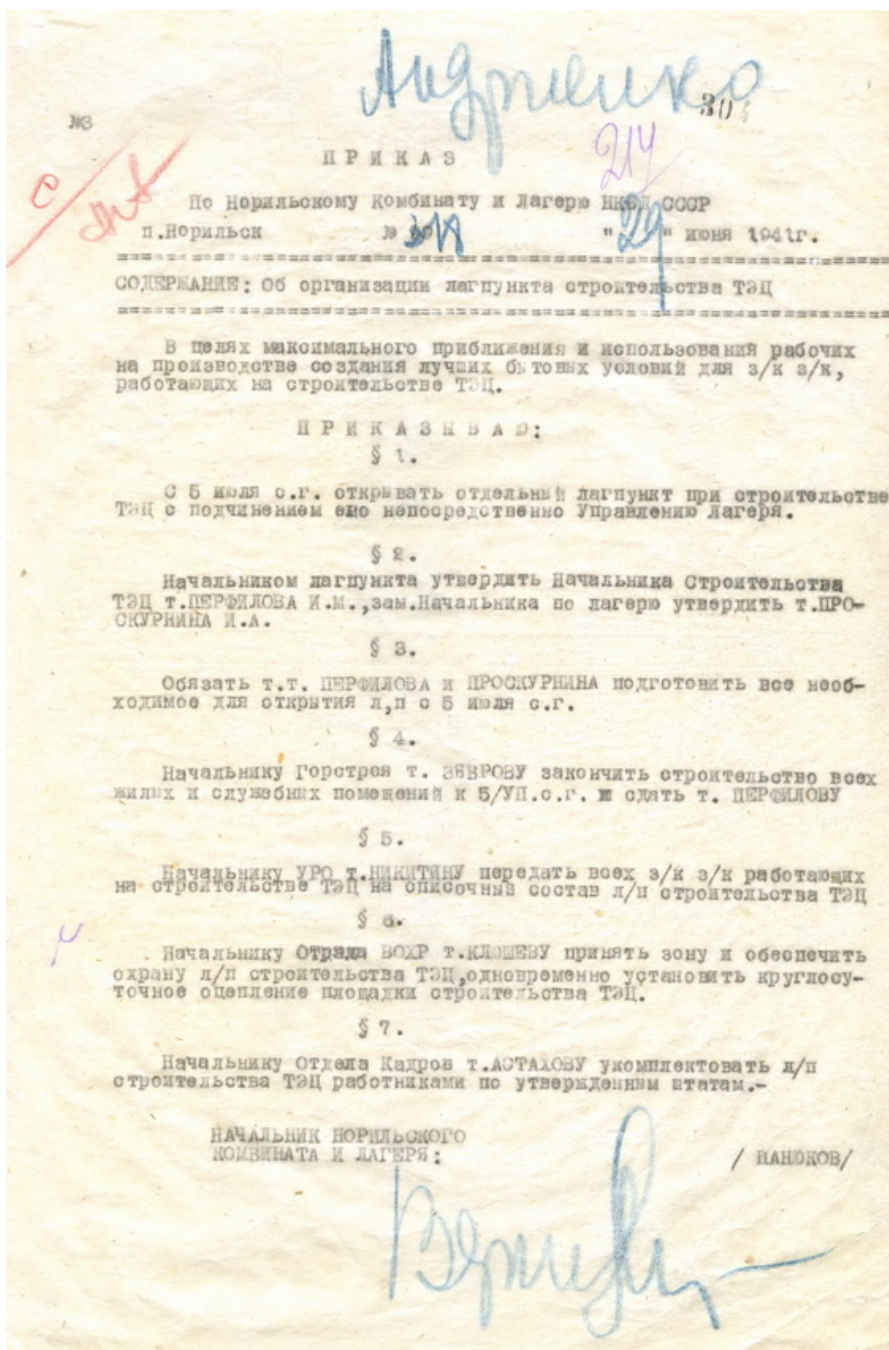 Андриенко
304
№3
217
П Р И К А З
По Норильскому Комбинату и Лагерю НКВД СССР
п.Норильск № "29" июня 1941г.
СОДЕРЖАНИЕ: Об организации лагпункта строительства ТЭЦ
В целях максимального приближения и использования рабочих
на производстве создания лучших бытовых условий для з/к з/к,
работающих на строительстве ТЭЦ.
П Р И К А З Ы В А Ю:
§ 1.
С 5 июля с.г. открывать отдельный лагпункт при строительстве
ТЭЦ с подчинением его непосредственно Управлению Лагеря.
§ 2.
Начальником лагпункта утвердить Начальника Строительства
ТЭЦ т.ПЕРФИЛОВА И.М.,зам.Начальника по лагерю утвердить т.ПРО-
СКУРНИНА И.А.
§ 3.
Обязать т.т. ПЕРФИЛОВА и ПРОСКУРНИНА подготовить все необ-
ходимое для открытия л,п с 5 июля с.г.
§ 4.
Начальнику Горстроя т. ЗЯВРОВУ закончить строительство всех
жилых и служебных помещений к 5/УП.с.г. и сдать т. ПЕРФИЛОВУ
§ 5.
Начальнику УРО т.НИКИТИНУ передать всех з/к з/к работающих
на строительстве ТЭЦ на списочный состав л/п строительства ТЭЦ
§ 6.
Начальнику Отряда ВОХР т.КЛЮШЕВУ принять зону и обеспечить
охрану л/п строительства ТЭЦ,одновременно установить круглосу-
точное оцепление площадки строительства ТЭЦ.
§ 7.
Начальнику Отдела Кадров т.АСТАХОВУ укомплектовать л/п
строительства ТЭЦ работниками по утвержденным штатам.-
НАЧАЛЬНИК НОРИЛЬСКОГО
КОМБИНАТА И ЛАГЕРЯ: / ПАНЮКОВ/